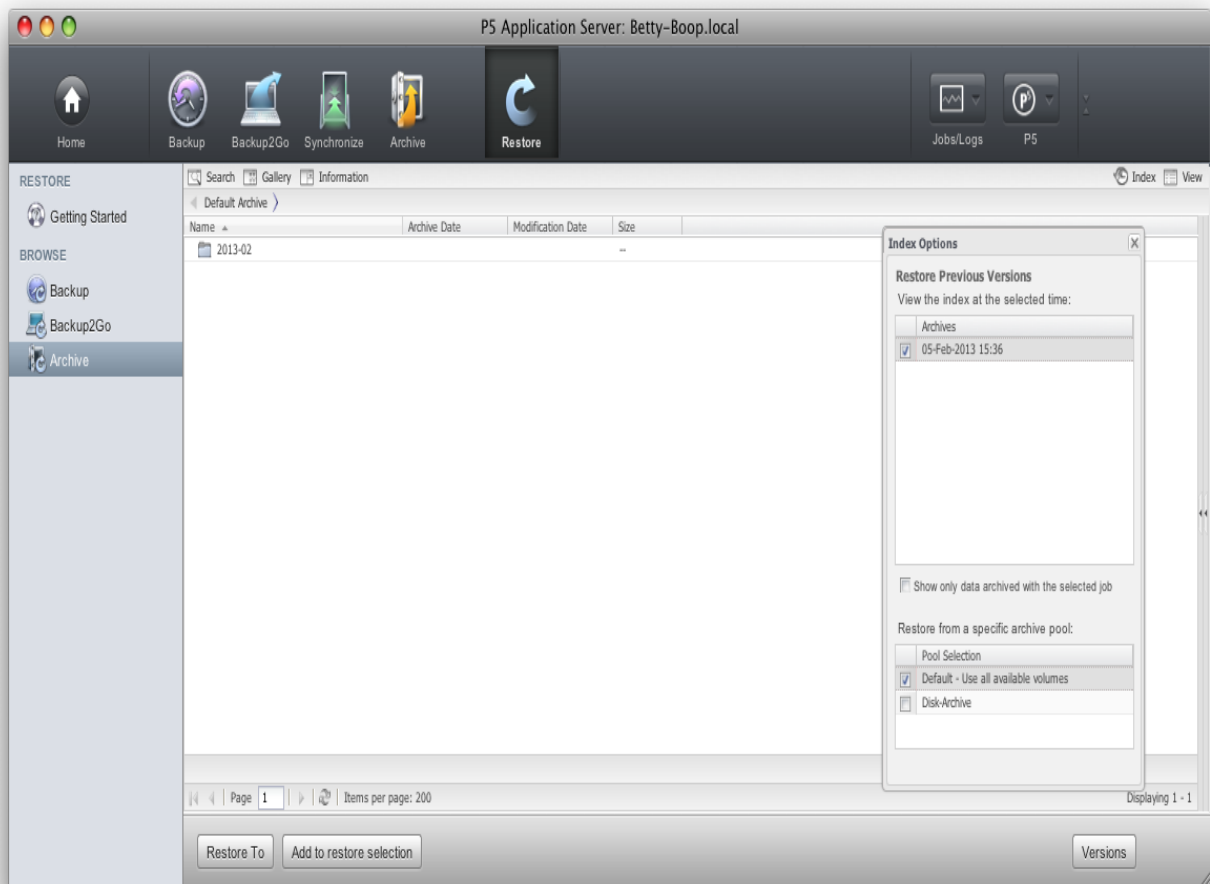 P5 Application Server: Betty-Boop.local
Home
Backup
Backup2Go
Synchronize
Archive
Restore
Jobs/Logs
P5
RESTORE
Getting Started
BROWSE
Backup
Backup2Go
Archive
Search Gallery Information
Index View
Default Archive
Name Archive Date Modification Date Size
2013-02 --
Index Options
Restore Previous Versions
View the index at the selected time:
Archives
05-Feb-2013 15:36
Show only data archived with the selected job
Restore from a specific archive pool:
Pool Selection
Default - Use all available volumes
Disk-Archive
Page 1 Items per page: 200
Displaying 1 - 1
Restore To
Add to restore selection
Versions